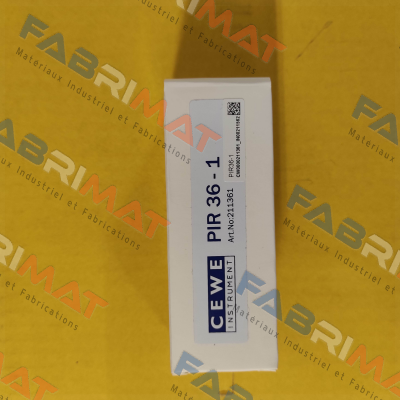 CEWE
INSTRUMENT
PIR 36 - 1
Art.No:211361
PIR36-1
FABRIMAT
Materiaux Industriel et Fabrications